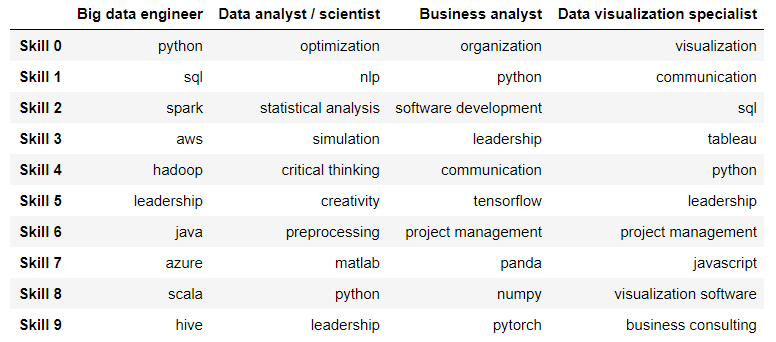 Big data engineer Data analyst / scientist Business analyst Data visualization specialist
Skill 0 python optimization organization visualization
Skill 1 sql nlp python communication
Skill 2 spark statistical analysis software development sql
Skill 3 aws simulation leadership tableau
Skill 4 hadoop critical thinking communication python
Skill 5 leadership creativity tensorflow leadership
Skill 6 java preprocessing project management project management
Skill 7 azure matlab panda javascript
Skill 8 scala python numpy visualization software
Skill 9 hive leadership pytorch business consulting